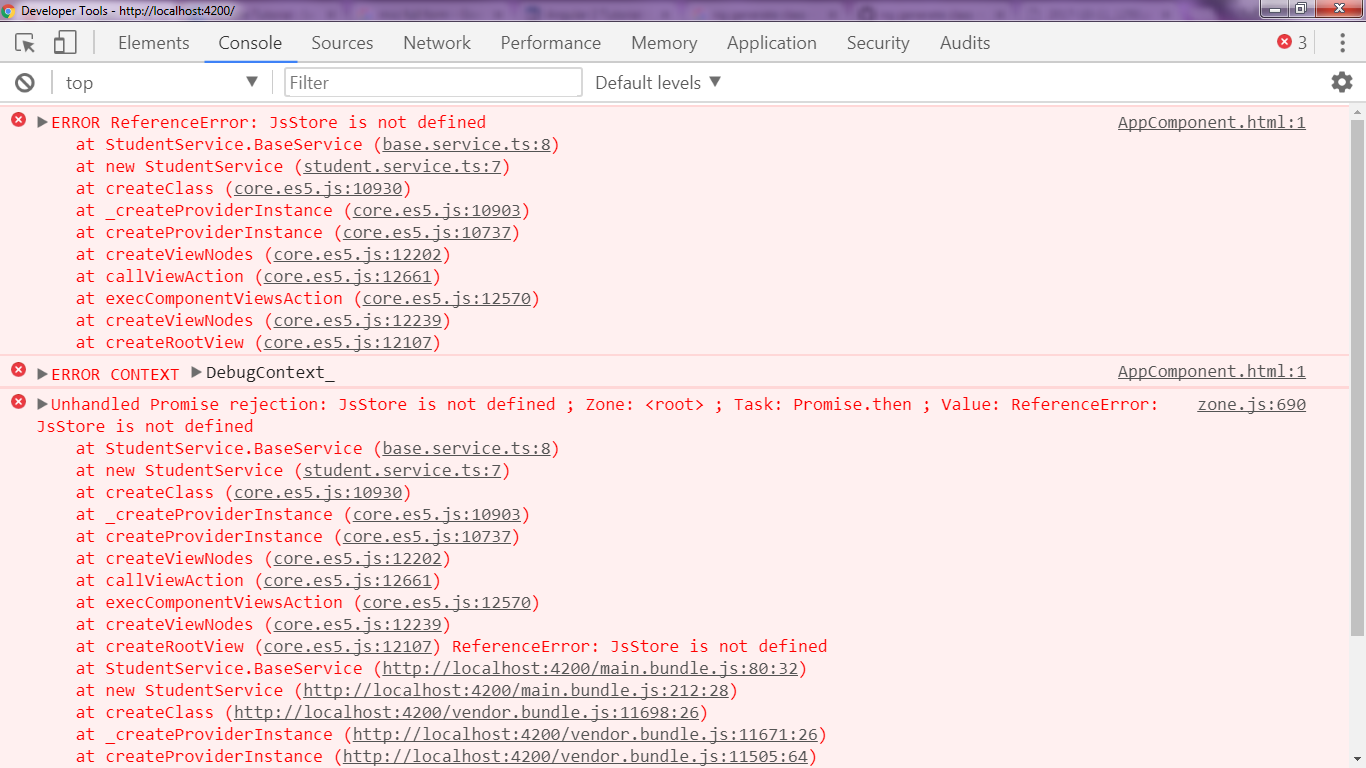 Developer Tools - http://localhost:4200/
Elements Console Sources Network Performance Memory Application Security Audits 3
top Filter Default levels
ERROR ReferenceError: JsStore is not defined AppComponent.html:1
at StudentService.BaseService (base.service.ts:8)
at new StudentService (student.service.ts:7)
at createClass (core.es5.js:10930)
at _createProviderInstance (core.es5.js:10903)
at createProviderInstance (core.es5.js:10737)
at createViewNodes (core.es5.js:12202)
at callViewAction (core.es5.js:12661)
at execComponentViewsAction (core.es5.js:12570)
at createViewNodes (core.es5.js:12239)
at createRootView (core.es5.js:12107)
ERROR CONTEXT DebugContext_ AppComponent.html:1
Unhandled Promise rejection: JsStore is not defined ; Zone: <root> ; Task: Promise.then ; Value: ReferenceError: zone.js:690
JsStore is not defined
at StudentService.BaseService (base.service.ts:8)
at new StudentService (student.service.ts:7)
at createClass (core.es5.js:10930)
at _createProviderInstance (core.es5.js:10903)
at createProviderInstance (core.es5.js:10737)
at createViewNodes (core.es5.js:12202)
at callViewAction (core.es5.js:12661)
at execComponentViewsAction (core.es5.js:12570)
at createViewNodes (core.es5.js:12239)
at createRootView (core.es5.js:12107) ReferenceError: JsStore is not defined
at StudentService.BaseService (http://localhost:4200/main.bundle.js:80:32)
at new StudentService (http://localhost:4200/main.bundle.js:212:28)
at createClass (http://localhost:4200/vendor.bundle.js:11698:26)
at _createProviderInstance (http://localhost:4200/vendor.bundle.js:11671:26)
at createProviderInstance (http://localhost:4200/vendor.bundle.js:11505:64)